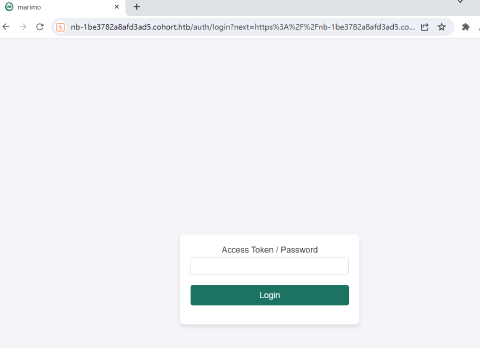 marimo
nb-1be3782a8afd3ad5.cohort.htb/auth/login?next=https%3A%2F%2Fnb-1be3782a8afd3ad5.co...
Access Token / Password
Login